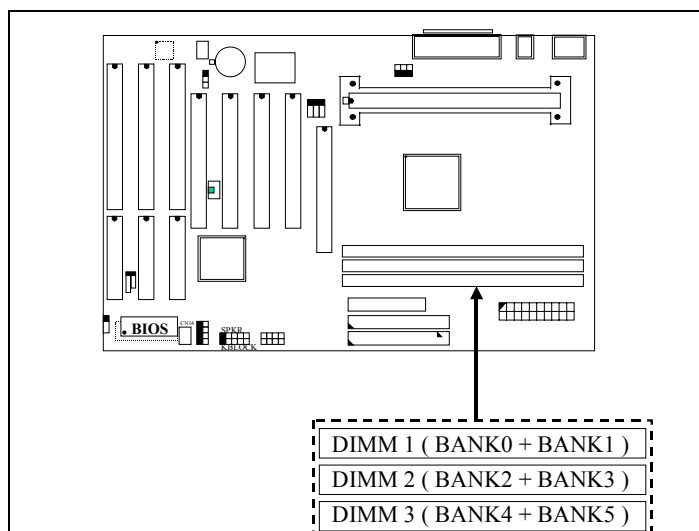 BIOS
CN14
SPKR
KBLOCK
DIMM 1 ( BANK0 + BANK1 )
DIMM 2 ( BANK2 + BANK3 )
DIMM 3 ( BANK4 + BANK5 )